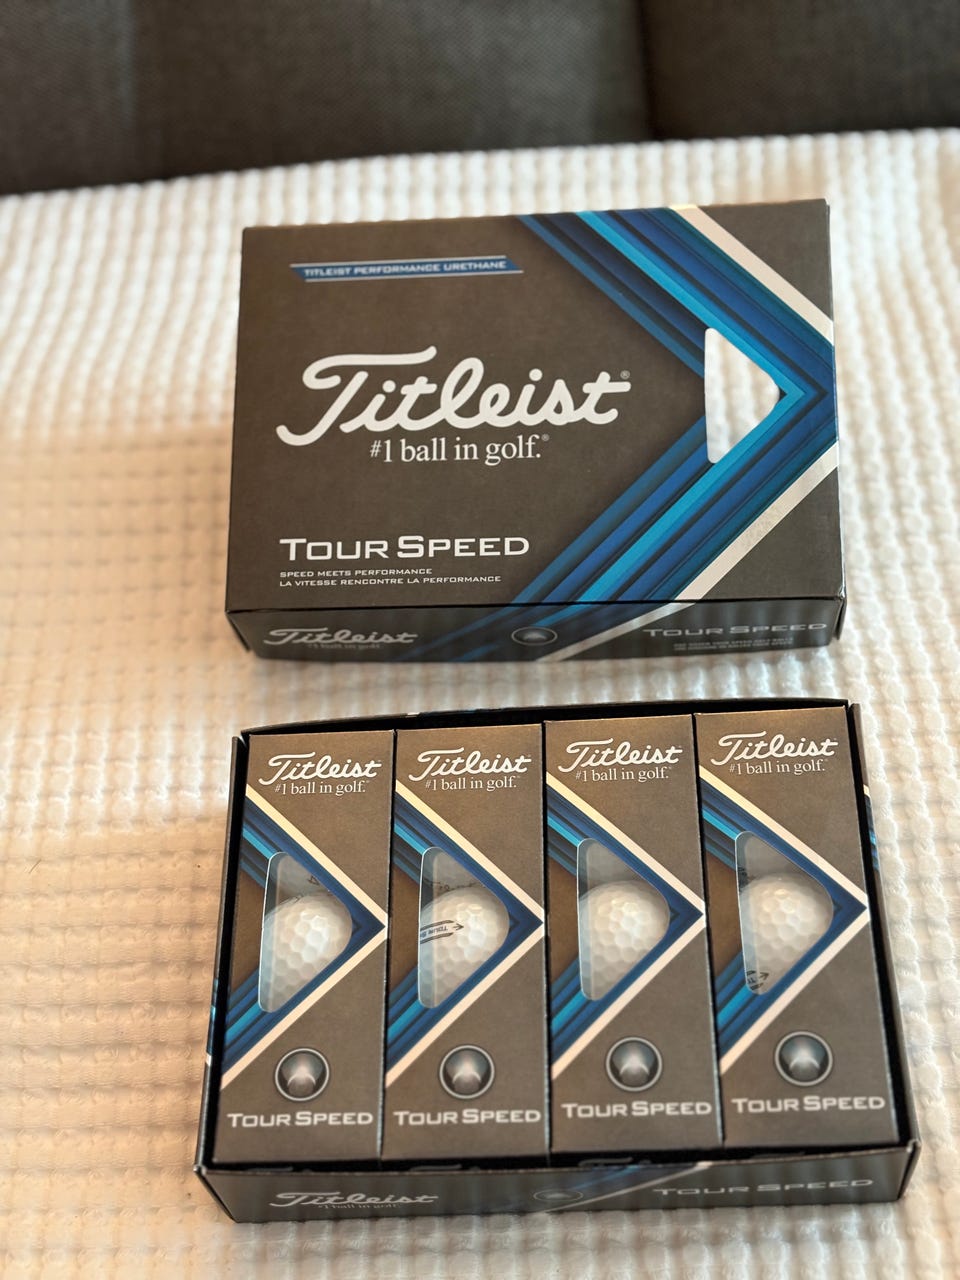 TITLEIST PERFORMANCE URETHANE
Titleist®
#1 ball in golf.®
TOUR SPEED
SPEED MEETS PERFORMANCE
LA VITESSE RENCONTRE LA PERFORMANCE
Titleist
#1 ball in golf.
TOUR SPEED
Titleist
#1 ball in golf.
Titleist
#1 ball in golf.
Titleist
#1 ball in golf.
Titleist
#1 ball in golf.
TOUR SPEED
TOUR SPEED
TOUR SPEED
TOUR SPEED
Titleist
#1 ball in golf.
TOUR SPEED